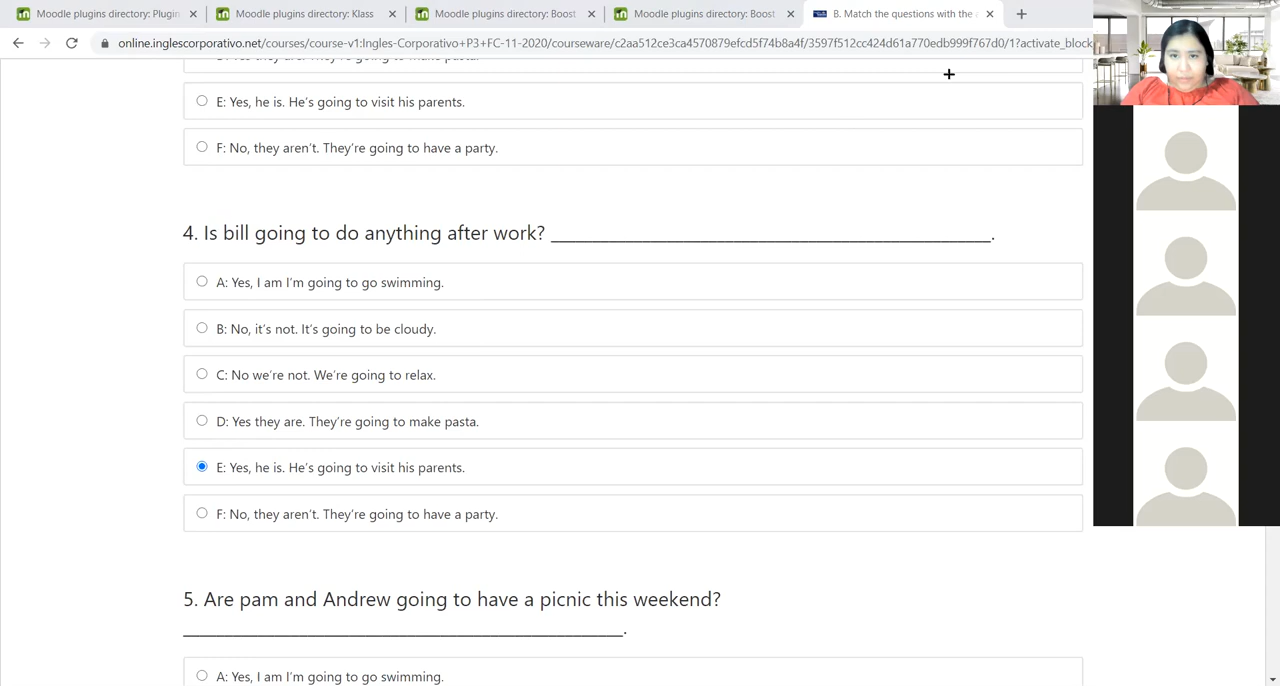 Moodle plugins directory: Plugin
Moodle plugins directory: Kanso
Moodle plugins directory: Boost
Moodle plugins directory: Boost
B. Match the questions with the
online.inglescorporativo.net/courses/course-v1:Ingles-Corporativo+P3+FC-T1-2020/courseware/c2aa512ce3ca4570879efcd5f74b8a4f/3597f512cc424d61a770edb999f767d0/1?activate_block
E: Yes, he is. He's going to visit his parents.
F: No, they aren't. They're going to have a party.
4. Is bill going to do anything after work? ________________________________________.
A: Yes, I am I'm going to go swimming.
B: No, it's not. It's going to be cloudy.
C: No we're not. We're going to relax.
D: Yes they are. They're going to make pasta.
E: Yes, he is. He's going to visit his parents.
F: No, they aren't. They're going to have a party.
5. Are pam and Andrew going to have a picnic this weekend?
________________________________________.
A: Yes, I am I'm going to go swimming.